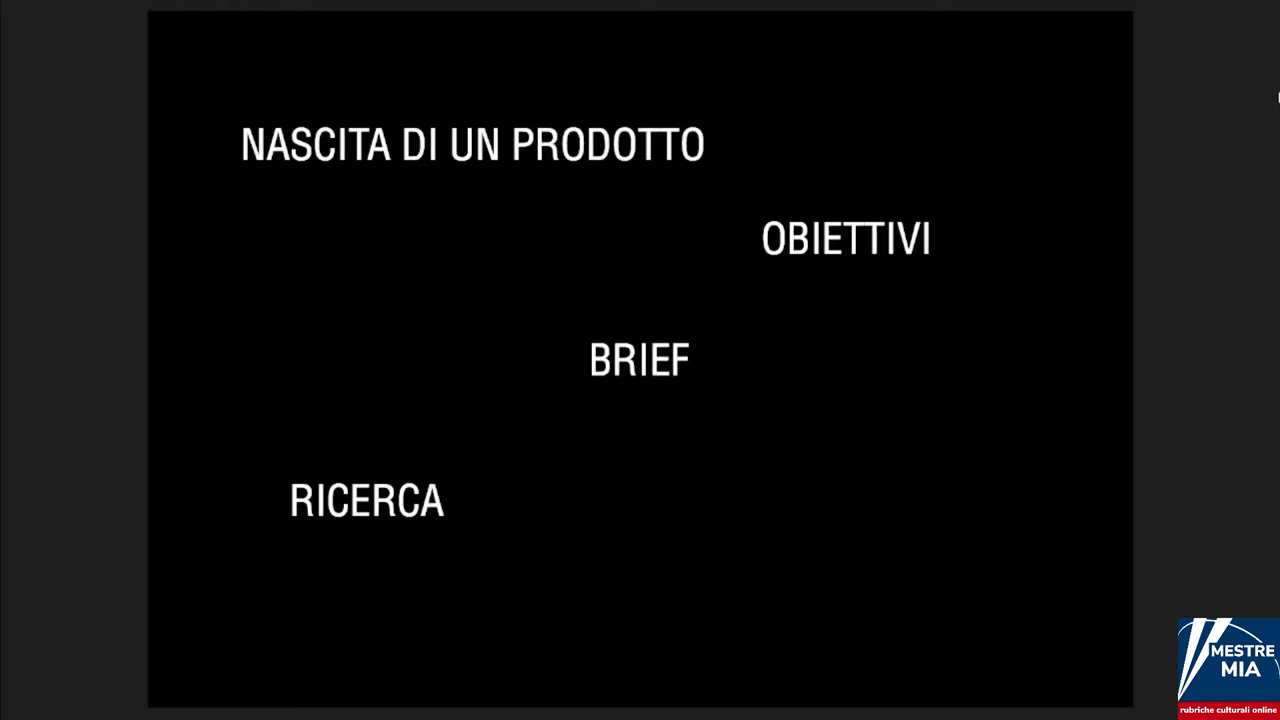 NASCITA DI UN PRODOTTO
OBIETTIVI
BRIEF
RICERCA
MESTRE
MIA
rubriche culturali online